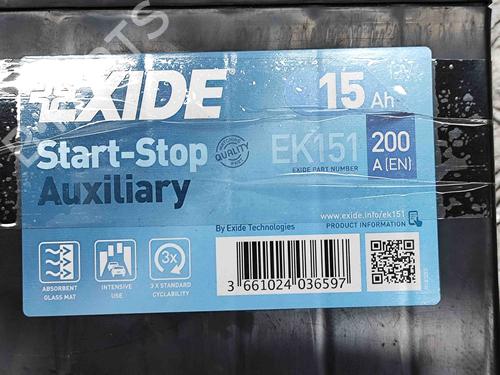 EXIDE
15 Ah
Start-Stop
Auxiliary
QUALITY
EK151
EXIDE PART NUMBER
200
A (EN)
www.exide.info/ek151
PRODUCT INFORMATION
By Exide Technologies
ABSORBENT
GLASS MAT
INTENSIVE
USE
3x
3 X STANDARD
CYCLABILITY
3 661024 036597